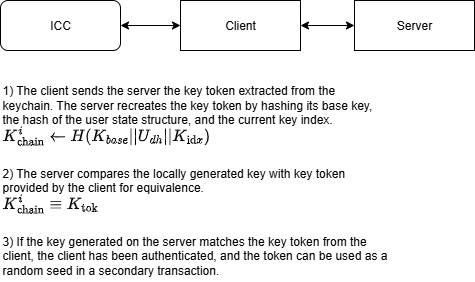 ICC
Client
Server
1) The client sends the server the key token extracted from the
keychain. The server recreates the key token by hashing its base key,
the hash of the user state structure, and the current key index.
K^i_chain ← H(K_base||U_dh||K_idx)
2) The server compares the locally generated key with key token
provided by the client for equivalence.
K^i_chain ≡ K_tok
3) If the key generated on the server matches the key token from the
client, the client has been authenticated, and the token can be used as a
random seed in a secondary transaction.